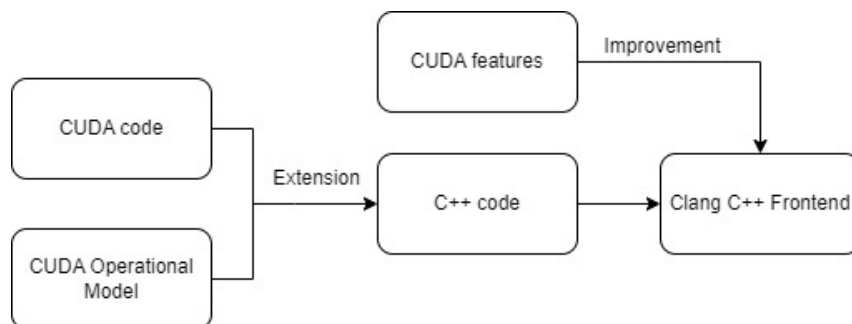 CUDA features
Improvement
CUDA code
Extension
C++ code
Clang C++ Frontend
CUDA Operational
Model